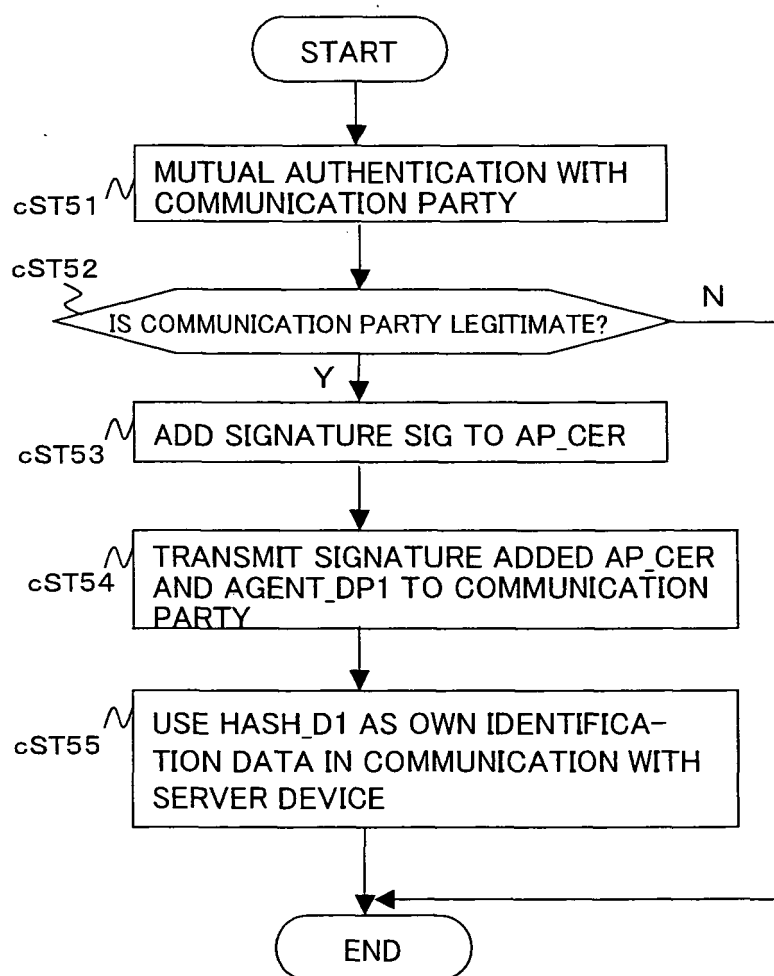 START
MUTUAL AUTHENTICATION WITH
COMMUNICATION PARTY
cST51
cST52
IS COMMUNICATION PARTY LEGITIMATE?
N
Y
ADD SIGNATURE SIG TO AP_CER
cST53
TRANSMIT SIGNATURE ADDED AP_CER
AND AGENT_DP1 TO COMMUNICATION
PARTY
cST54
USE HASH_D1 AS OWN IDENTIFICA-
TION DATA IN COMMUNICATION WITH
SERVER DEVICE
cST55
END